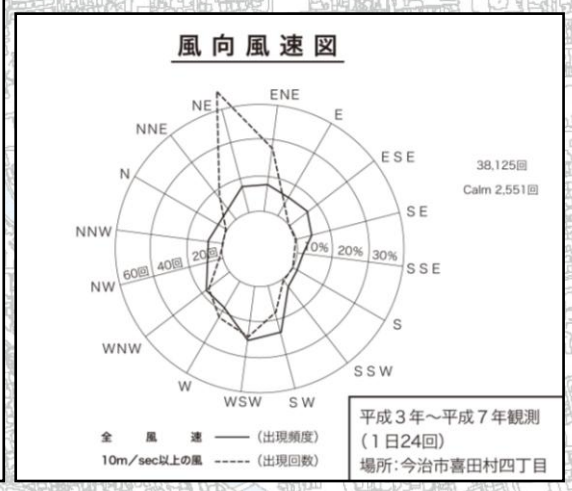 風向風速図
ENE
NE
E
NNE
ESE
38,125回
Calm 2,551回
N
SE
NNW
60回 40回 20回 10% 20% 30%
SSE
NW
S
WNW
SSW
W
WSW
SW
全風速 —— (出現頻度)
10m/sec以上の風 ----- (出現回数)
平成3年~平成7年観測
(1日24回)
場所:今治市喜田村四丁目